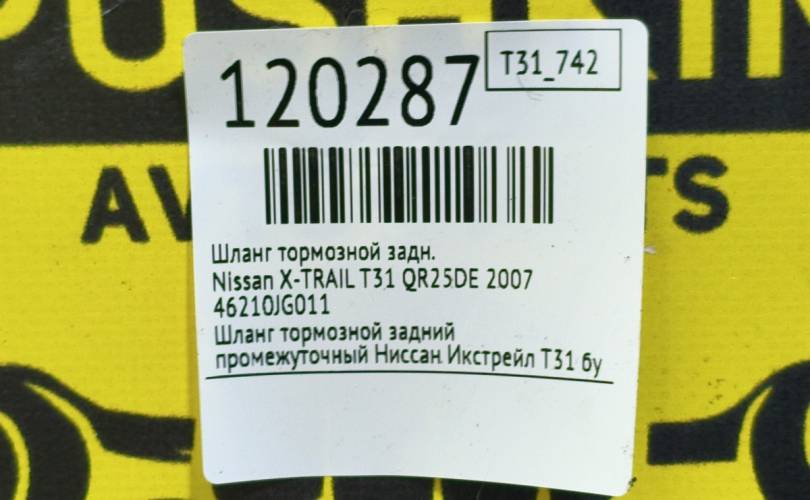 120287
T31_742
Шланг тормозной задн.
Nissan X-TRAIL T31 QR25DE 2007
46210JG011
Шланг тормозной задний
промежуточный Ниссан Икстрейл Т31 бу